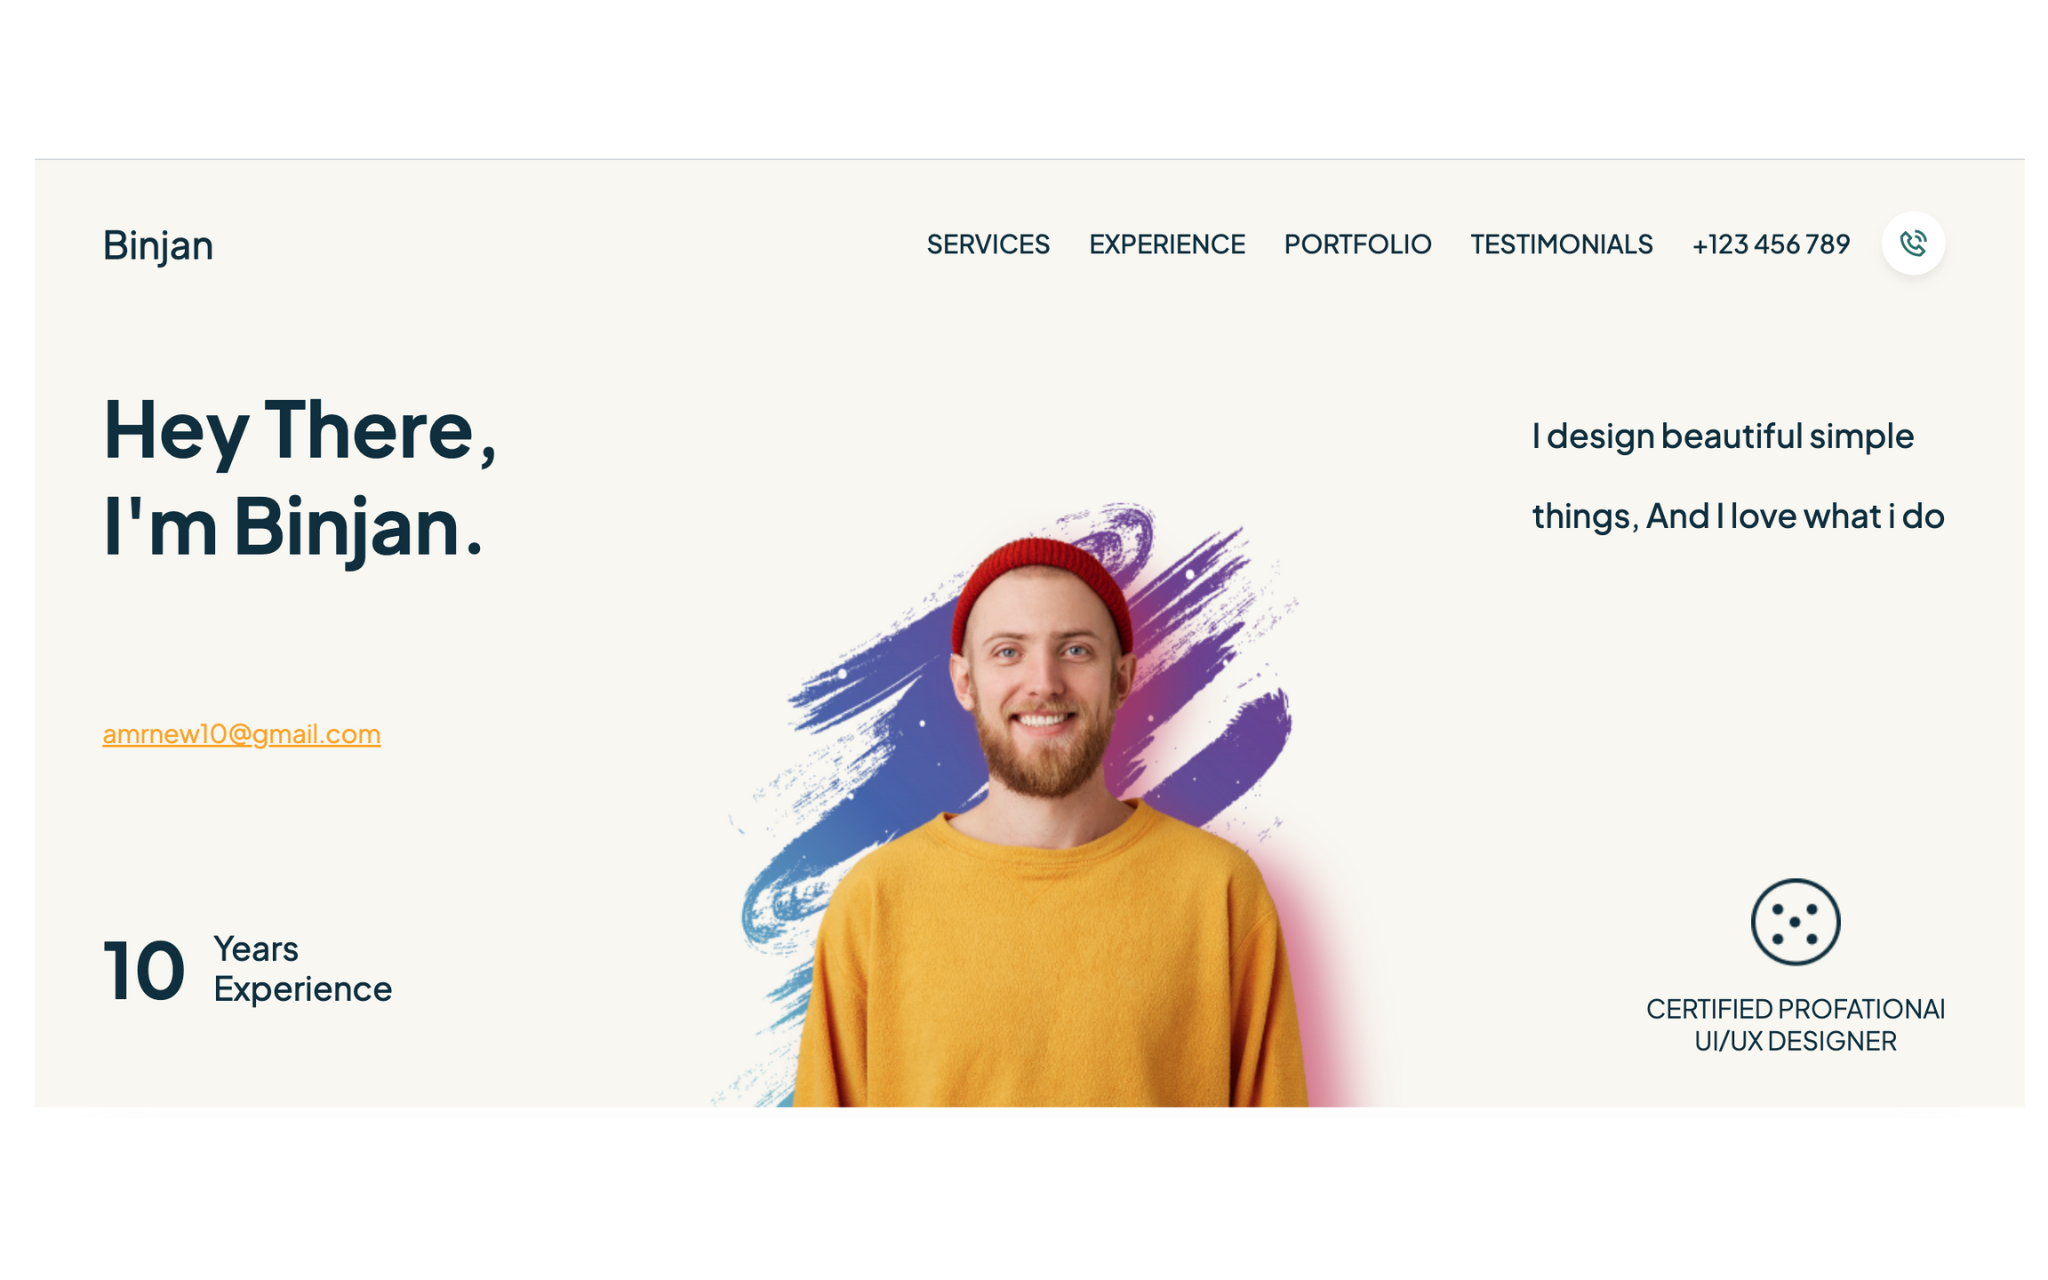 Binjan
SERVICES EXPERIENCE PORTFOLIO TESTIMONIALS +123 456 789
Hey There,
I'm Binjan.
I design beautiful simple
things, And I love what i do
amrnew10@gmail.com
10 Years
Experience
CERTIFIED PROFATIONAl
UI/UX DESIGNER